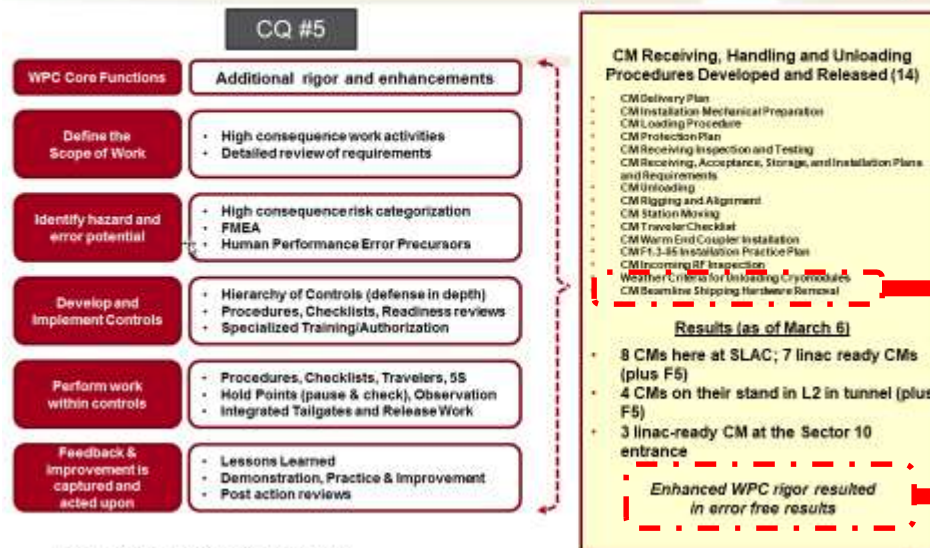 CQ #5
WPC Core Functions
Additional rigor and enhancements
Define the
Scope of Work
• High consequence work activities
• Detailed review of requirements
Identify hazard and
error potential
• High consequence risk categorization
• FMEA
• Human Performance Error Precursors
Develop and
Implement Controls
• Hierarchy of Controls (defense in depth)
• Procedures, Checklists, Readiness reviews
• Specialized Training/Authorization
Perform work
within controls
• Procedures, Checklists, Travelers, 5S
• Hold Points (pause & check), Observation
• Integrated Tailgates and Release Work
Feedback &
improvement is
captured and
acted upon
• Lessons Learned
• Demonstration, Practice & Improvement
• Post action reviews
CM Receiving, Handling and Unloading
Procedures Developed and Released (14)
• CM Delivery Plan
• CM Installation Mechanical Preparation
• CM Loading Procedure
• CM Protection Plan
• CM Receiving Inspection and Testing
• CM Receiving, Acceptance, Storage, and Installation Plans
and Requirements
• CM Unloading
• CM Rigging and Alignment
• CM Station Moving
• CM Traveler Checklist
• CM Warm End Coupler Installation
• CM F1.3-05 Installation Practice Plan
• CM Incoming RF Inspection
• Weather Criteria for Unloading Cryomodules
• CM Beamline Shipping Hardware Removal
Results (as of March 6)
• 8 CMs here at SLAC; 7 linac ready CMs
(plus F5)
• 4 CMs on their stand in L2 in tunnel (plus
F5)
• 3 linac-ready CM at the Sector 10
entrance
Enhanced WPC rigor resulted
in error free results